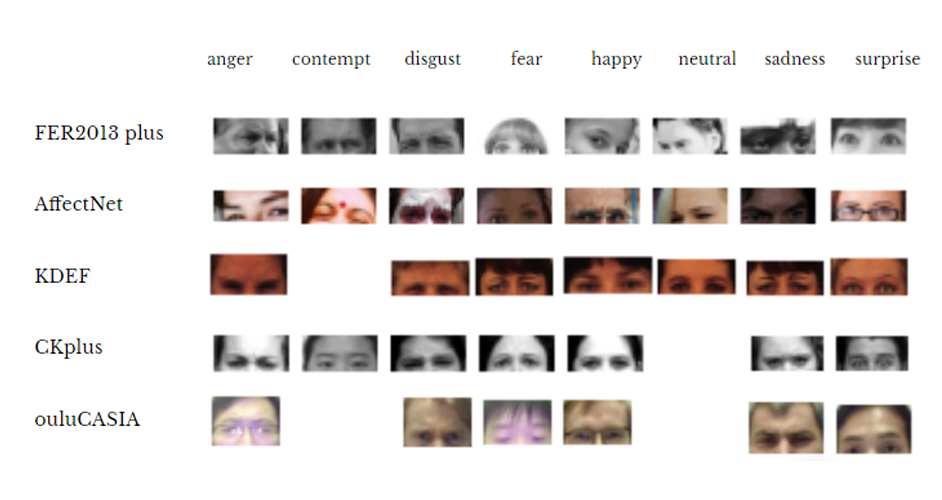 anger contempt disgust fear happy neutral sadness surprise
FER2013 plus
AffectNet
KDEF
CKplus
ouluCASIA